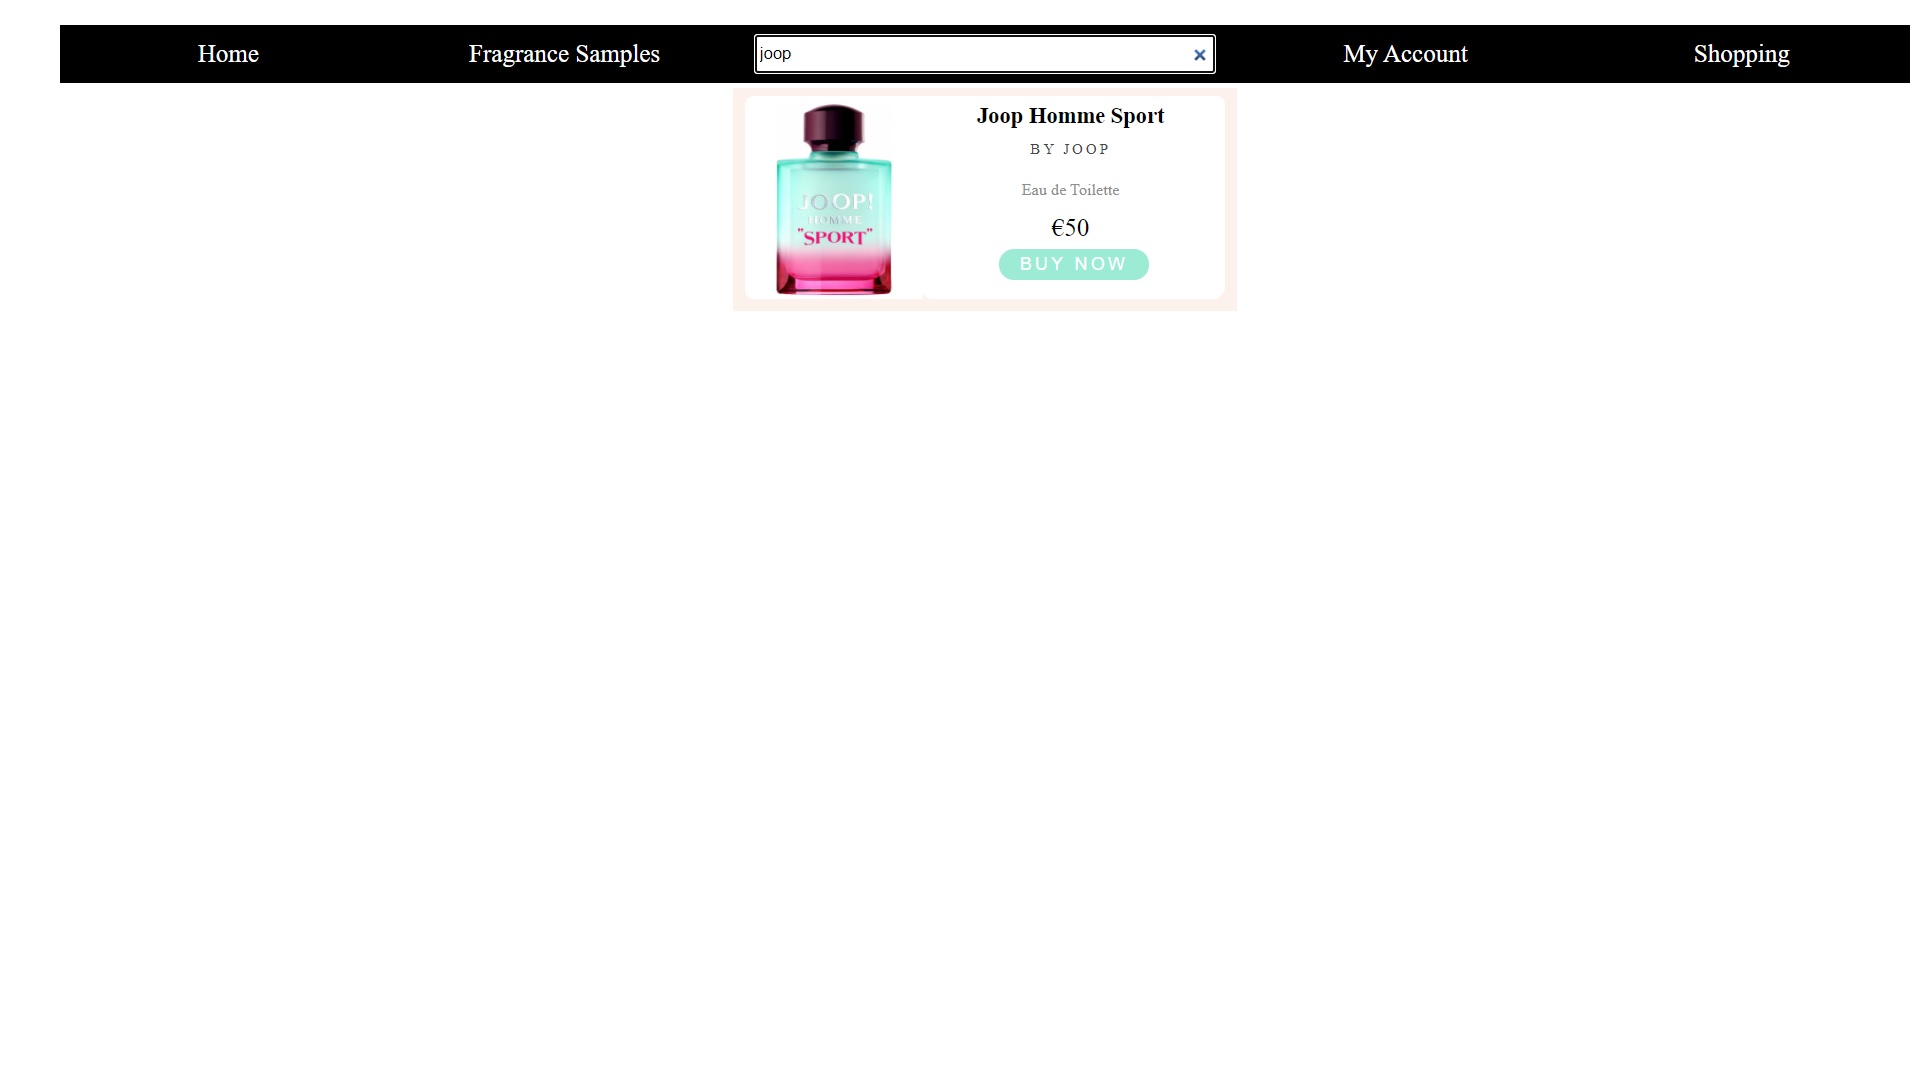 Home
Fragrance Samples
joop
My Account
Shopping
JOOP!
HOMME
"SPORT"
Joop Homme Sport
BY JOOP
Eau de Toilette
€50
BUY NOW